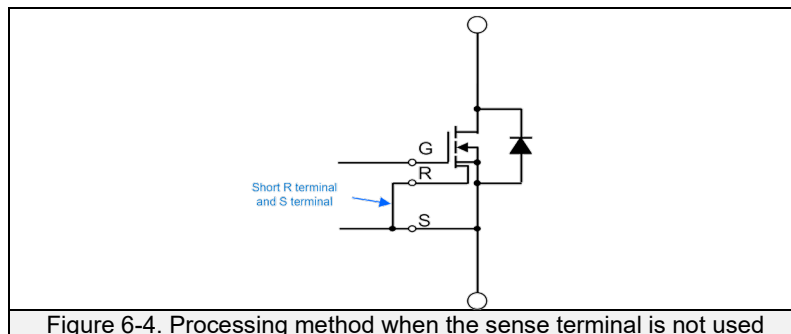 G
R
Short R terminal
and S terminal
S
Figure 6-4. Processing method when the sense terminal is not used